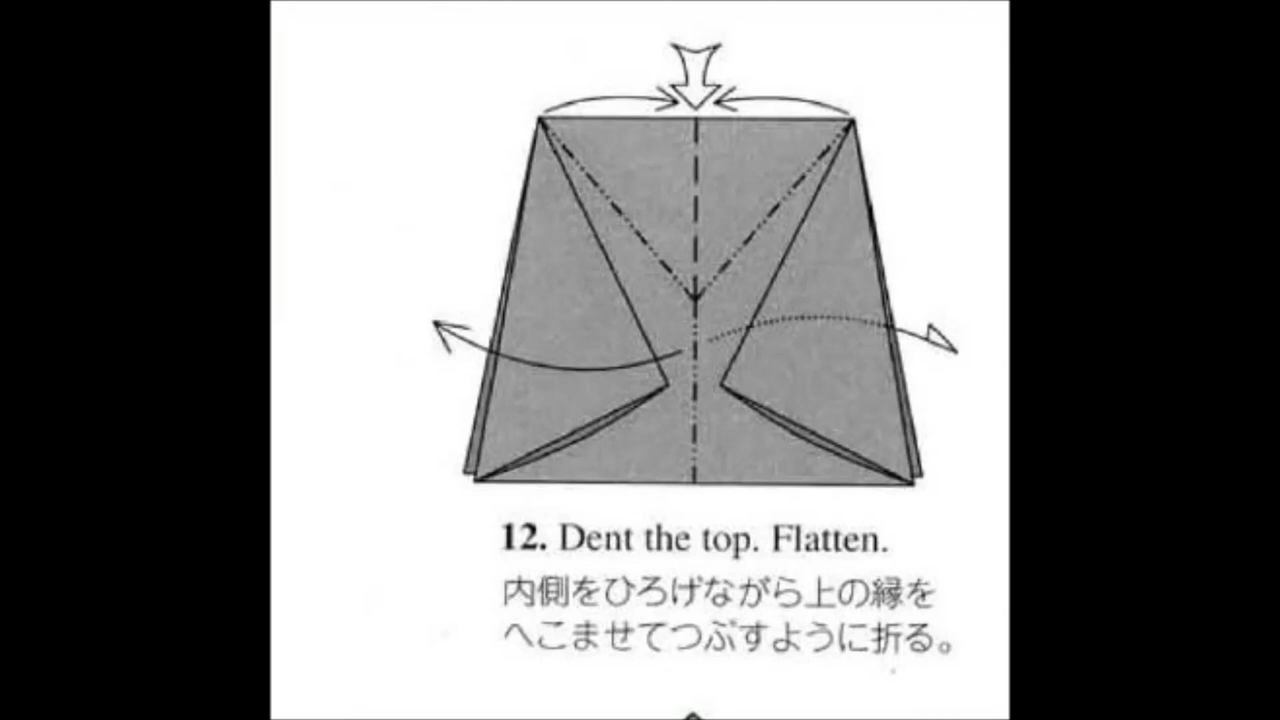 12. Dent the top. Flatten.
内側をひろげながら上の縁を
へこませてつぶすように折る。